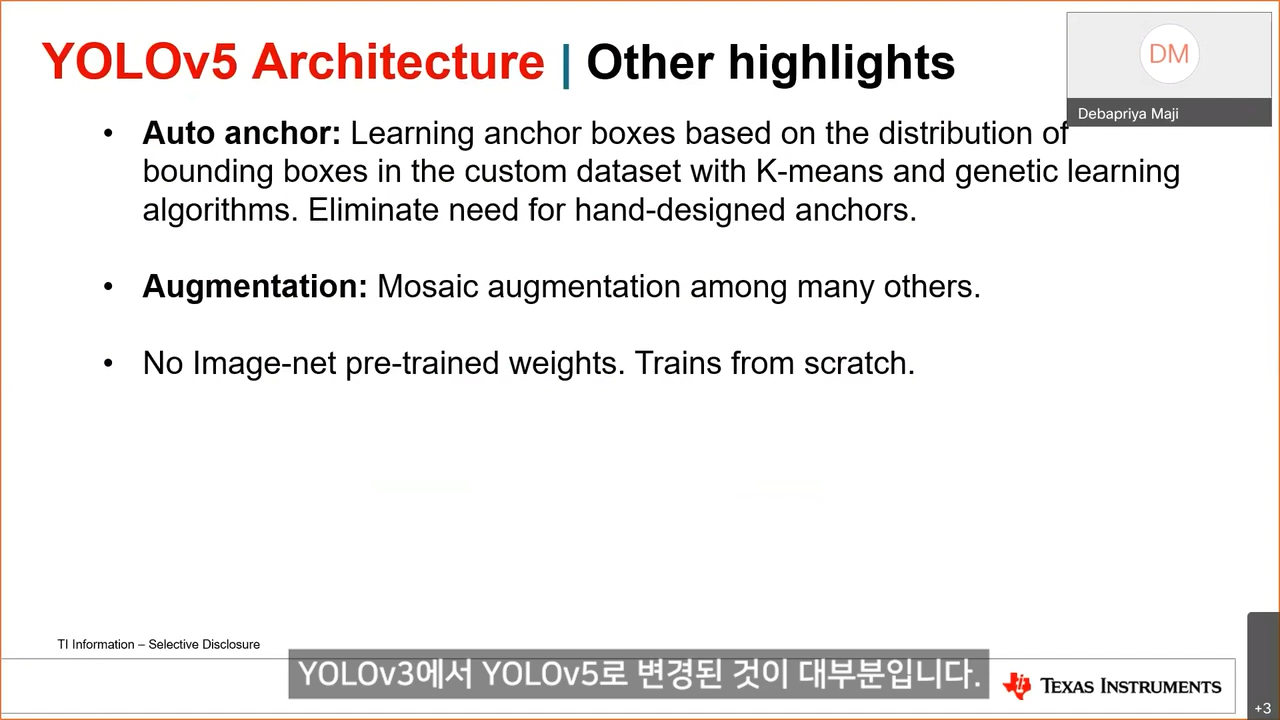 YOLOv5 Architecture | Other highlights
DM
Debapriya Maji
• Auto anchor: Learning anchor boxes based on the distribution of
bounding boxes in the custom dataset with K-means and genetic learning
algorithms. Eliminate need for hand-designed anchors.
• Augmentation: Mosaic augmentation among many others.
• No Image-net pre-trained weights. Trains from scratch.
TI Information – Selective Disclosure
YOLOv3에서 YOLOv5로 변경된 것이 대부분입니다.
TEXAS INSTRUMENTS
+3